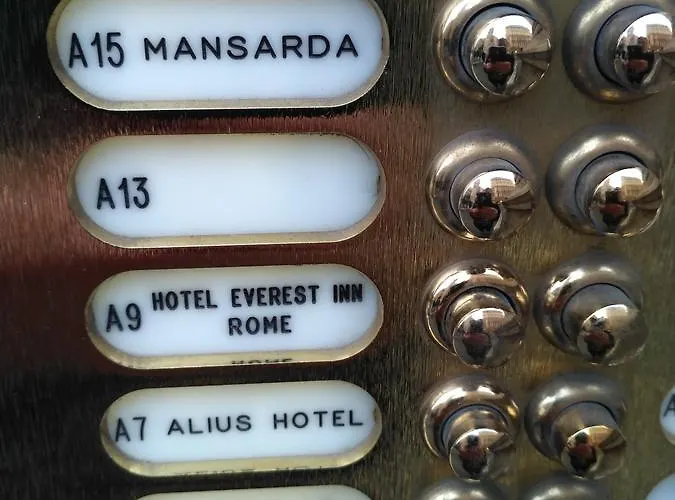 A15 MANSARDA
A13
A9 HOTEL EVEREST INN
ROME
A7 ALIUS HOTEL